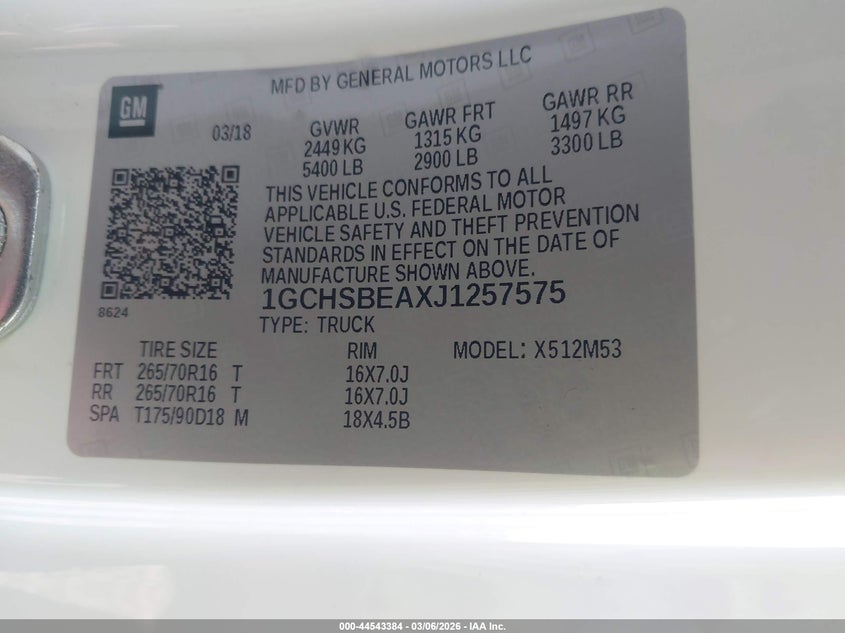 MFD BY GENERAL MOTORS LLC
GM
03/18
GVWR GAWR FRT GAWR RR
2449 KG 1315 KG 1497 KG
5400 LB 2900 LB 3300 LB
THIS VEHICLE CONFORMS TO ALL
APPLICABLE U.S. FEDERAL MOTOR
VEHICLE SAFETY AND THEFT PREVENTION
STANDARDS IN EFFECT ON THE DATE OF
MANUFACTURE SHOWN ABOVE.
8624
1GCHSBEAXJ1257575
TYPE: TRUCK
TIRE SIZE RIM MODEL: X512M53
FRT 265/70R16 T 16X7.0J
RR 265/70R16 T 16X7.0J
SPA T175/90D18 M 18X4.5B
000-44543384 - 03/06/2026 - IAA Inc.